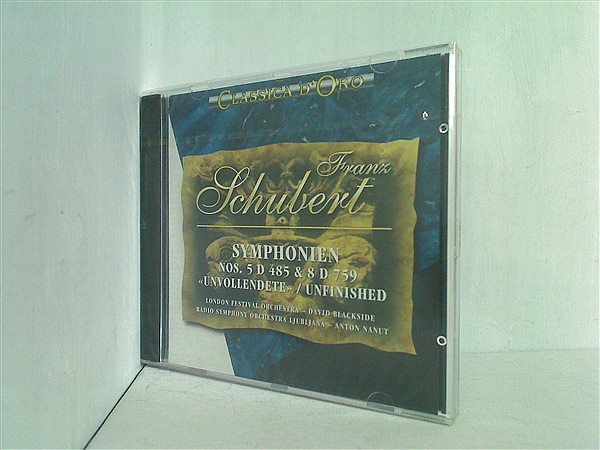 CLASSICA D'ORO
Franz
Schubert
SYMPHONIEN
NOS. 5 D 485 & 8 D 759
«UNVOLLENDETE» / UNFINISHED
LONDON FESTIVAL ORCHESTRA – DAVID BLACKSIDE
RADIO SYMPHONY ORCHESTRA LJUBLJANA – ANTON NANUT